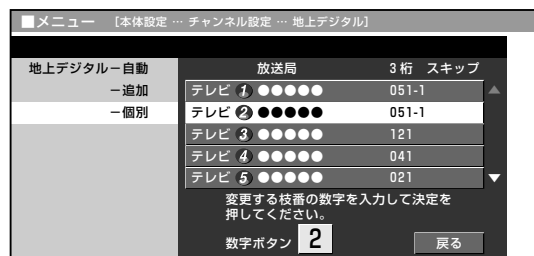 ■メニュー [本体設定 … チャンネル設定 … 地上デジタル]
地上デジタル－自動
－追加
－個別
放送局 3桁 スキップ
テレビ 1 ●●●●● 051-1 ▲
テレビ 2 ●●●●● 051-1
テレビ 3 ●●●●● 121
テレビ 4 ●●●●● 041
テレビ 5 ●●●●● 021 ▼
変更する枝番の数字を入力して決定を
押してください。
数字ボタン 2 戻る